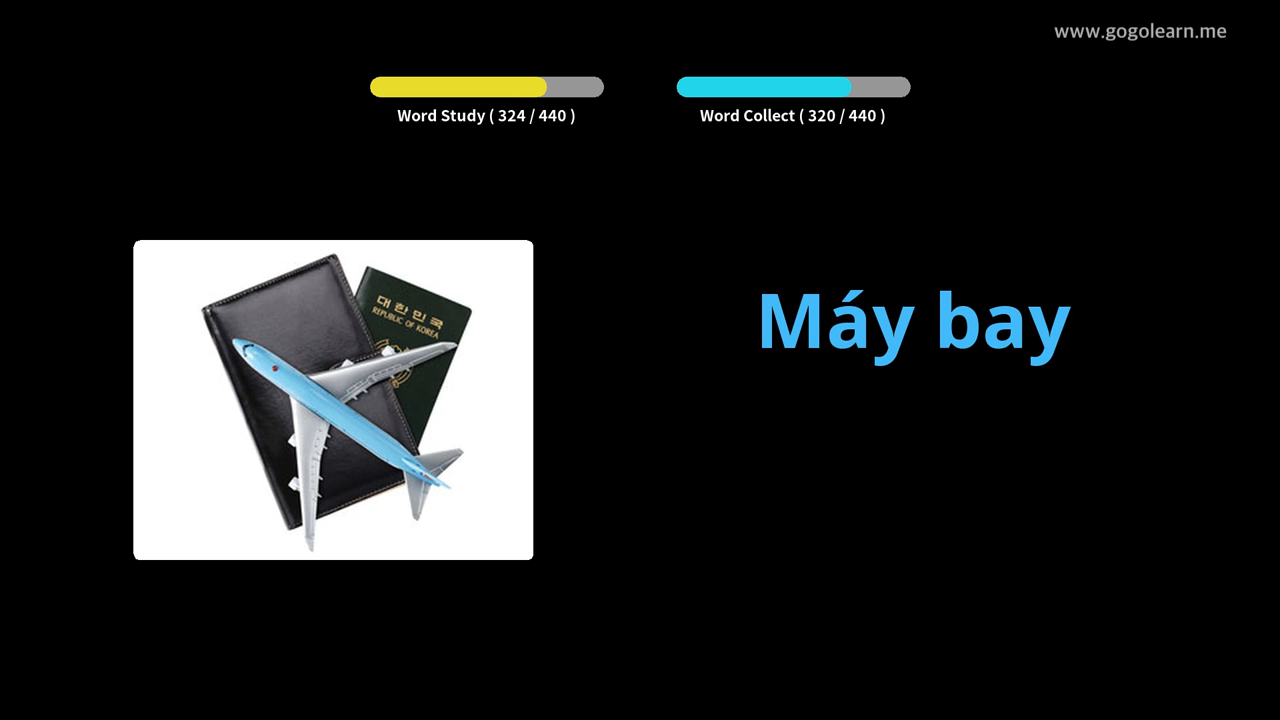 www.gogolearn.me
Word Study ( 324 / 440 )
Word Collect ( 320 / 440 )
대한민국
REPUBLIC OF KOREA
Máy bay